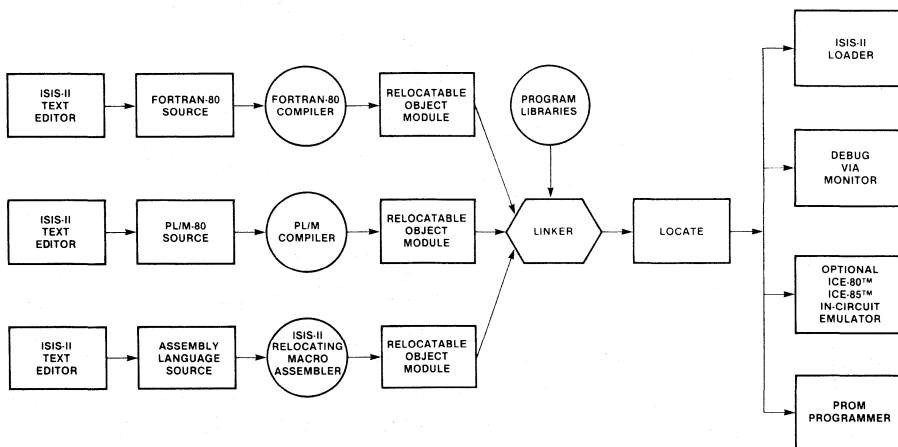 ISIS-II
TEXT
EDITOR
FORTRAN-80
SOURCE
FORTRAN-80
COMPILER
RELOCATABLE
OBJECT
MODULE
PROGRAM
LIBRARIES
ISIS-II
TEXT
EDITOR
PL/M-80
SOURCE
PL/M
COMPILER
RELOCATABLE
OBJECT
MODULE
LINKER
LOCATE
ISIS-II
TEXT
EDITOR
ASSEMBLY
LANGUAGE
SOURCE
ISIS-II
RELOCATING
MACRO
ASSEMBLER
RELOCATABLE
OBJECT
MODULE
ISIS-II
LOADER
DEBUG
VIA
MONITOR
OPTIONAL
ICE-80™
ICE-85™
IN-CIRCUIT
EMULATOR
PROM
PROGRAMMER